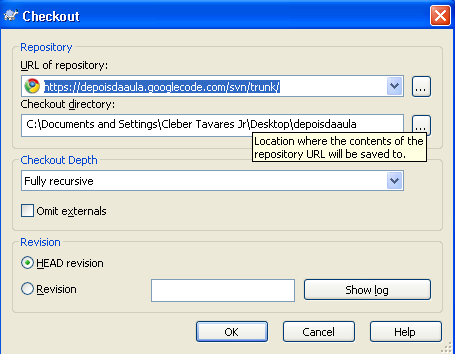 Checkout
Repository
URL of repository:
https://depoisdaaula.googlecode.com/svn/trunk/
...
Checkout directory:
C:\Documents and Settings\Cleber Tavares Jr\Desktop\depoisdaaula
...
Location where the contents of the
repository URL will be saved to.
Checkout Depth
Fully recursive
Omit externals
Revision
HEAD revision
Revision
Show log
OK
Cancel
Help